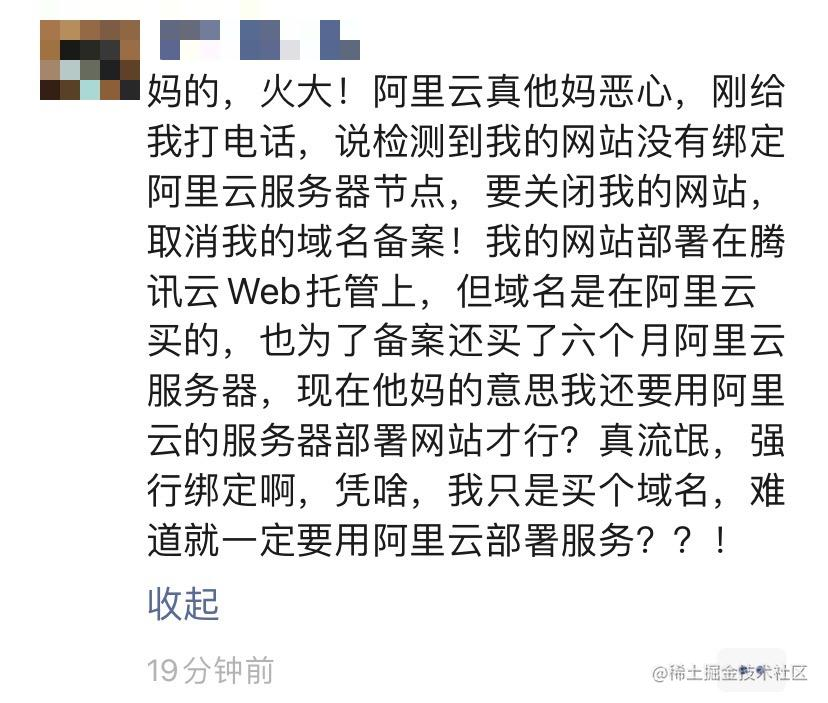 妈的，火大！阿里云真他妈恶心，刚给
我打电话，说检测到我的网站没有绑定
阿里云服务器节点，要关闭我的网站，
取消我的域名备案！我的网站部署在腾
讯云Web托管上，但域名是在阿里云
买的，也为了备案还买了六个月阿里云
服务器，现在他妈的意思我还要用阿里
云的服务器部署网站才行？真流氓，强
行绑定啊，凭啥，我只是买个域名，难
道就一定要用阿里云部署服务？？！
收起
19分钟前
@稀土掘金技术社区